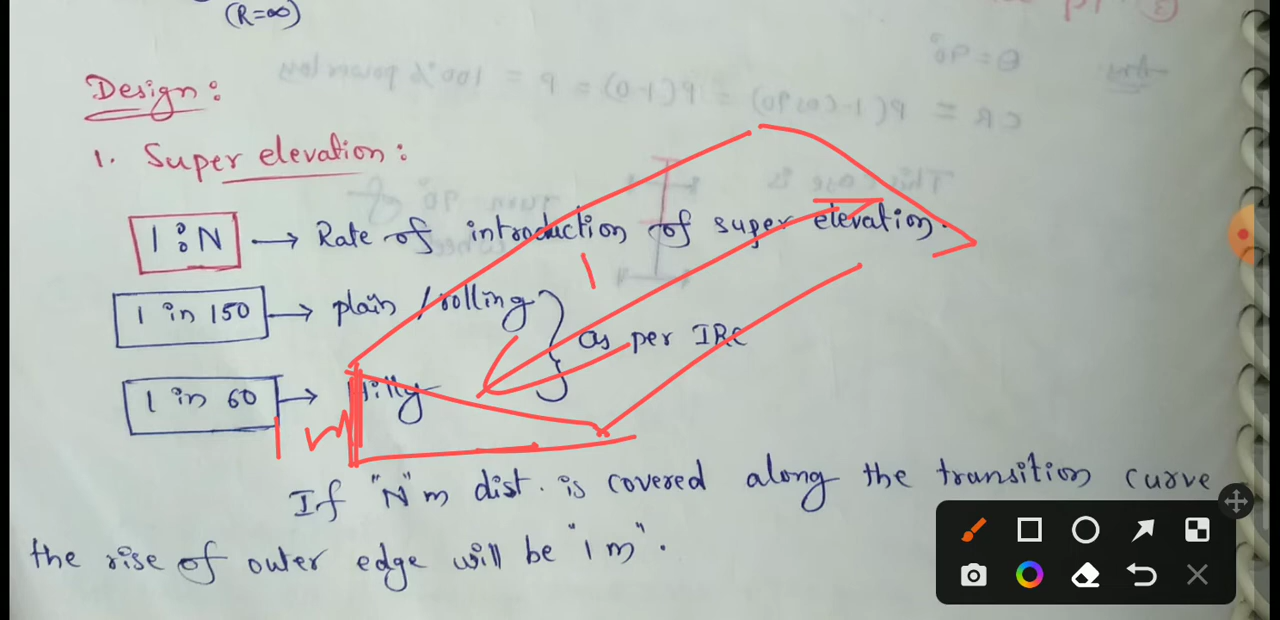 (R=∞)
Design:
1. Super elevation:
1:N → Rate of introduction of super elevation.
1 in 150 → plain / rolling
as per IRC
1 in 60 → Hilly
1 m
If "N"m dist. is covered along the transition curve
the rise of outer edge will be "1 m".